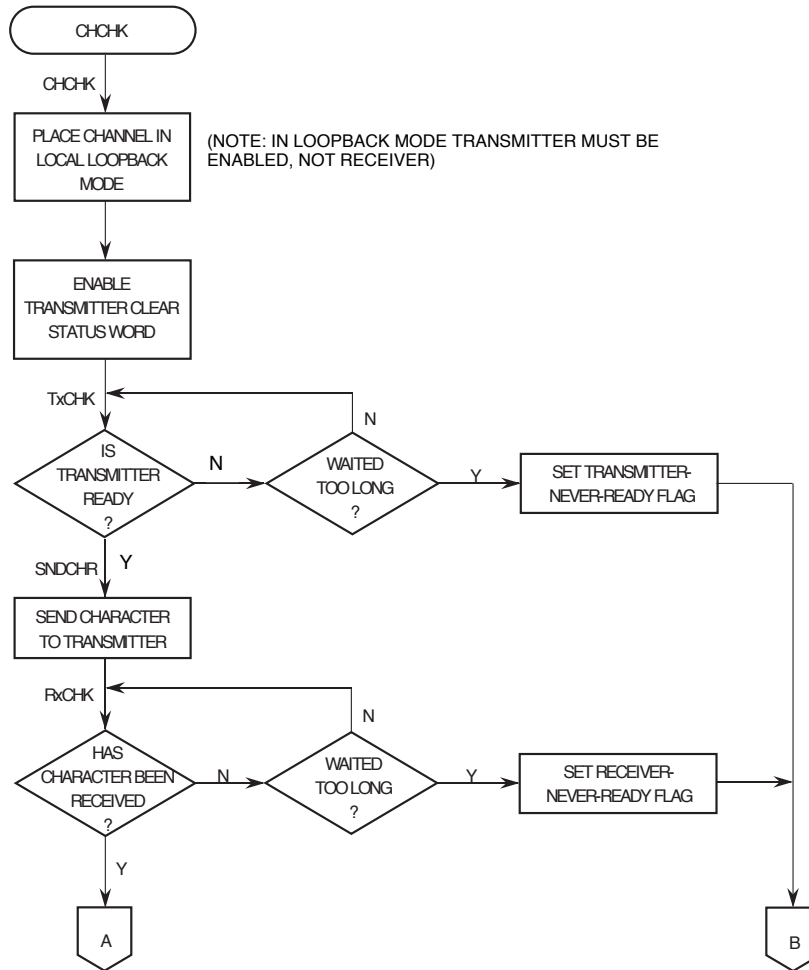 CHCHK
CHCHK
PLACE CHANNEL IN
LOCAL LOOPBACK
MODE
(NOTE: IN LOOPBACK MODE TRANSMITTER MUST BE
ENABLED, NOT RECEIVER)
ENABLE
TRANSMITTER CLEAR
STATUS WORD
TxCHK
N
IS
TRANSMITTER
READY
?
N
WAITED
TOO LONG
?
Y
SET TRANSMITTER-
NEVER-READY FLAG
SNDCHR
Y
SEND CHARACTER
TO TRANSMITTER
RxCHK
N
HAS
CHARACTER BEEN
RECEIVED
?
N
WAITED
TOO LONG
?
Y
SET RECEIVER-
NEVER-READY FLAG
Y
A
B